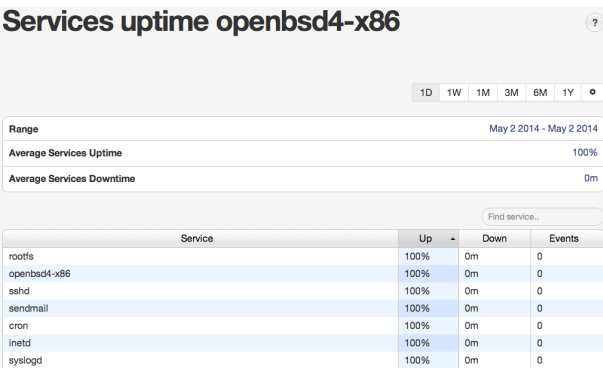 Services uptime openbsd4-x86
?
1D 1W 1M 3M 6M 1Y
Range May 2 2014 - May 2 2014
Average Services Uptime 100%
Average Services Downtime 0m
Find service..
Service Up Down Events
rootfs 100% 0m 0
openbsd4-x86 100% 0m 0
sshd 100% 0m 0
sendmail 100% 0m 0
cron 100% 0m 0
inetd 100% 0m 0
syslogd 100% 0m 0